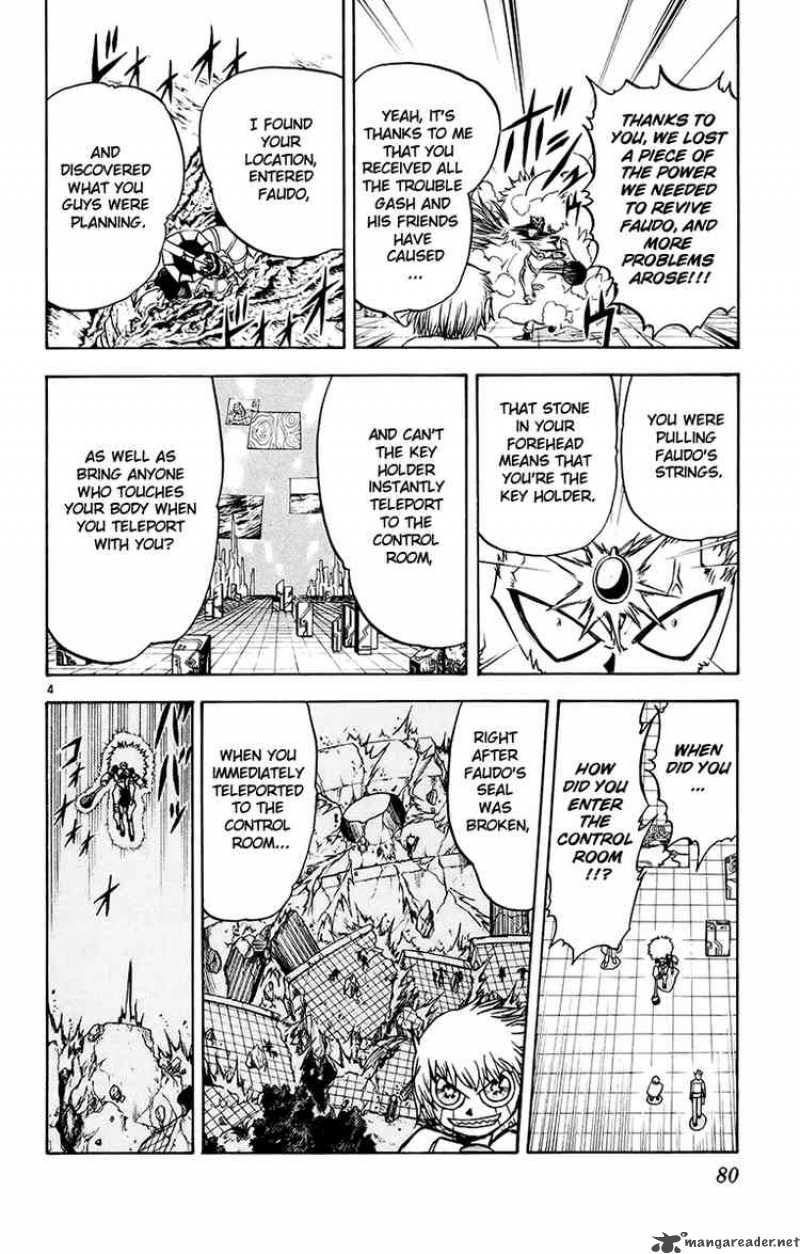 THANKS TO
YOU, WE LOST
A PIECE OF
THE POWER
WE NEEDED
TO REVIVE
FAUDO, AND
MORE
PROBLEMS
AROSE!!!
YEAH, IT'S
THANKS TO ME
THAT YOU
RECEIVED ALL
THE TROUBLE
GASH AND
HIS FRIENDS
HAVE
CAUSED
...
I FOUND
YOUR
LOCATION,
ENTERED
FAUDO,
AND
DISCOVERED
WHAT YOU
GUYS WERE
PLANNING.
YOU WERE
PULLING
FAUDO'S
STRINGS.
THAT STONE
IN YOUR
FOREHEAD
MEANS THAT
YOU'RE THE
KEY HOLDER.
AND CAN'T
THE KEY
HOLDER
INSTANTLY
TELEPORT
TO THE
CONTROL
ROOM,
AS WELL AS
BRING ANYONE
WHO TOUCHES
YOUR BODY WHEN
YOU TELEPORT
WITH YOU?
4
WHEN
DID YOU
...
HOW
DID YOU
ENTER
THE
CONTROL
ROOM
!!?
RIGHT
AFTER
FAUDO'S
SEAL
WAS
BROKEN,
WHEN YOU
IMMEDIATELY
TELEPORTED
TO THE
CONTROL
ROOM...
80
mangareader.net